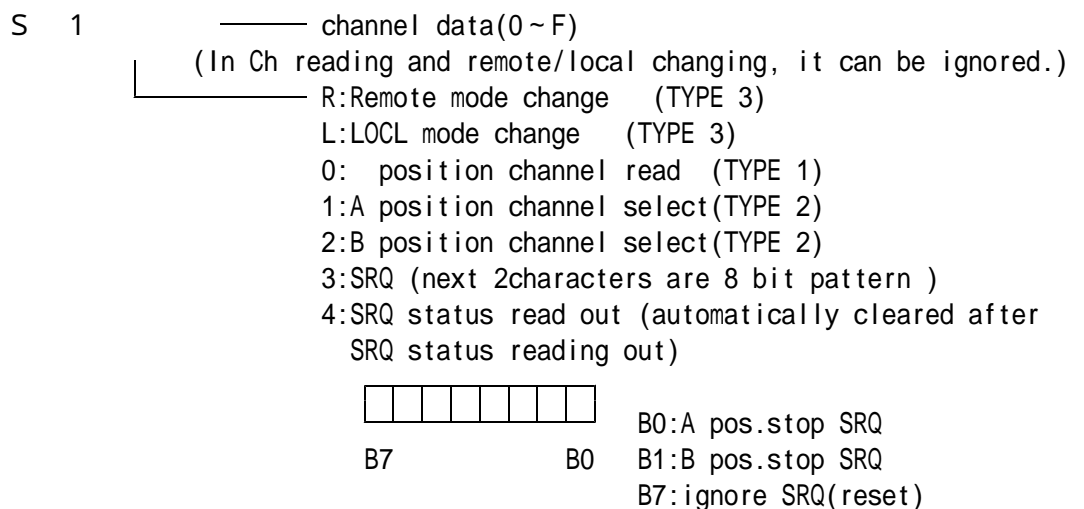 S 1 channel data(0~F)
(In Ch reading and remote/local changing, it can be ignored.)
R:Remote mode change (TYPE 3)
L:LOCL mode change (TYPE 3)
0: position channel read (TYPE 1)
1:A position channel select(TYPE 2)
2:B position channel select(TYPE 2)
3:SRQ (next 2characters are 8 bit pattern )
4:SRQ status read out (automatically cleared after
SRQ status reading out)
B0:A pos.stop SRQ
B7 B0 B1:B pos.stop SRQ
B7:ignore SRQ(reset)